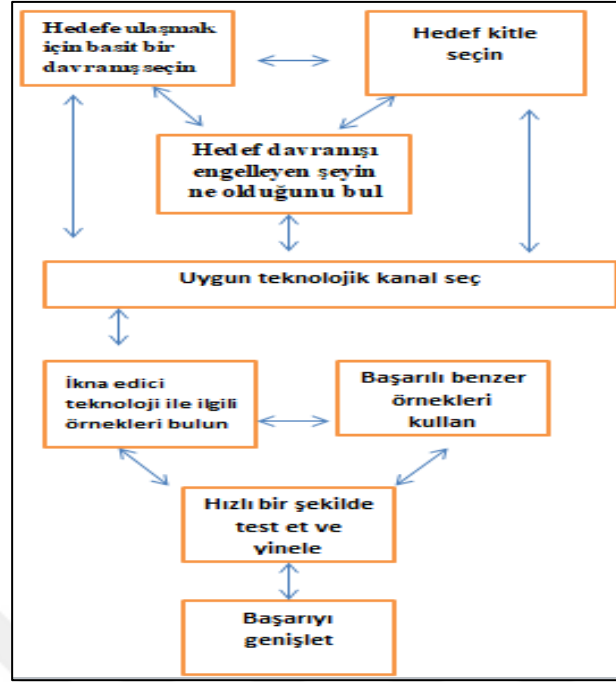 Hedefe ulaşmak
için basit bir
davranış seçin
Hedef kitle
seçin
Hedef davranışı
engelleyen şeyin
ne olduğunu bul
Uygun teknolojik kanal seç
İkna edici
teknoloji ile ilgili
örnekleri bulun
Başarılı benzer
örnekleri
kullan
Hızlı bir şekilde
test et ve
yinele
Başarıyı
genişlet